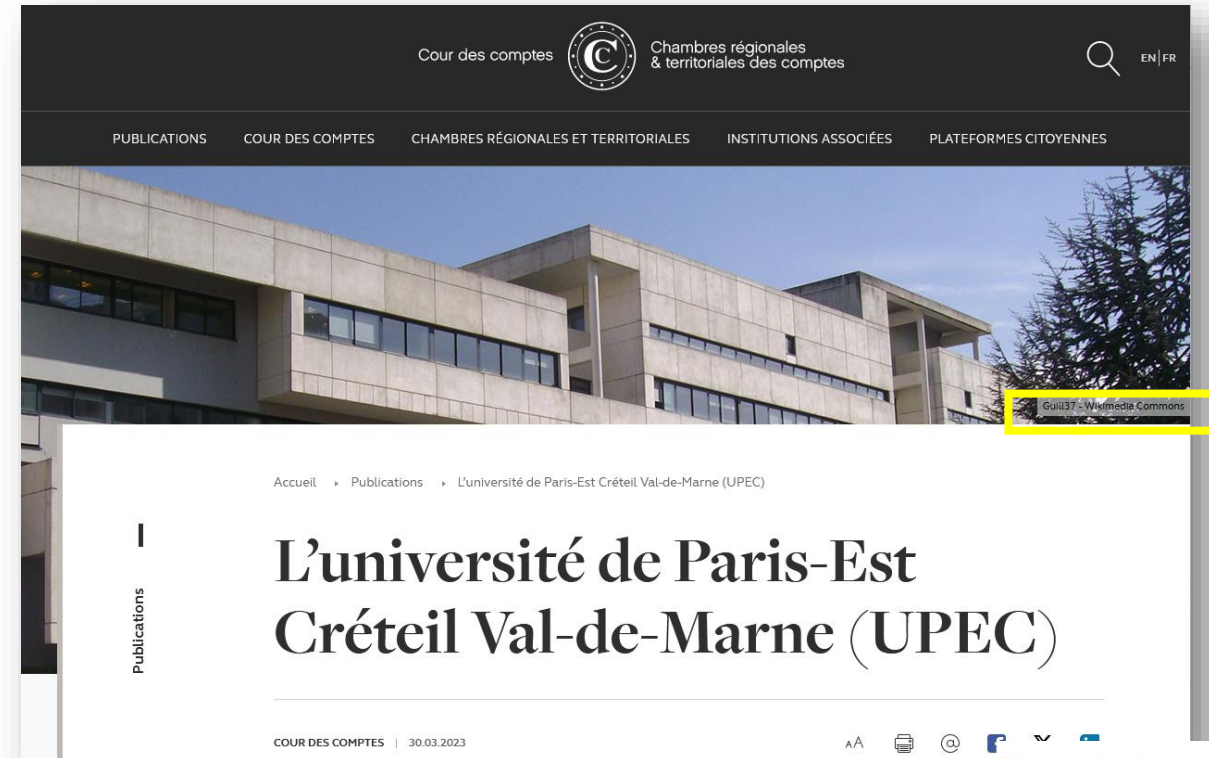 Cour des comptes
Chambres régionales
& territoriales des comptes
EN|FR
PUBLICATIONS COUR DES COMPTES CHAMBRES RÉGIONALES ET TERRITORIALES INSTITUTIONS ASSOCIÉES PLATEFORMES CITOYENNES
Guill37 - Wikimedia Commons
Accueil ▸ Publications ▸ L'université de Paris-Est Créteil Val-de-Marne (UPEC)
Publications
L'université de Paris-Est
Créteil Val-de-Marne (UPEC)
COUR DES COMPTES | 30.03.2023
AA @